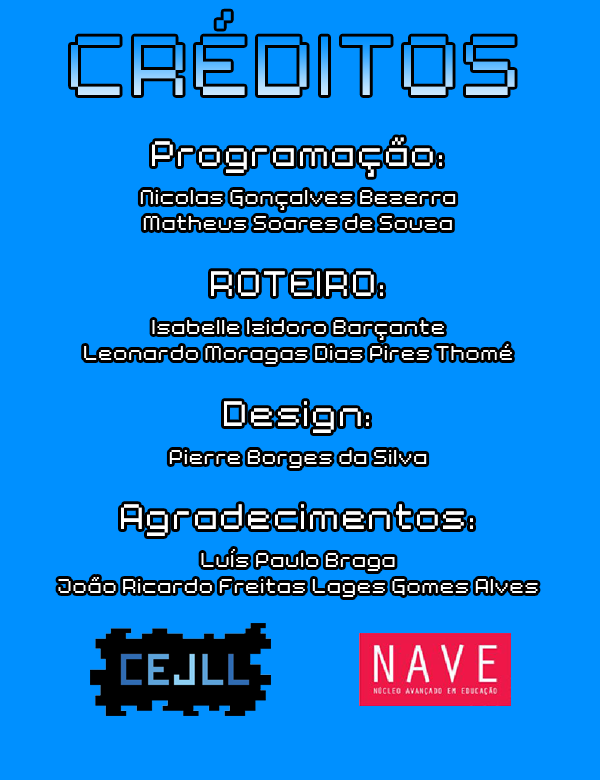 CRÉDITOS
Programação:
Nicolas Gonçalves Bezerra
Matheus Soares de Souza
ROTEIRO:
Isabelle Izidoro Barçante
Leonardo Moragas Dias Pires Thomé
Design:
Pierre Borges da Silva
Agradecimentos:
Luís Paulo Braga
João Ricardo Freitas Lages Gomes Alves
CEJLL
NAVE
NÚCLEO AVANÇADO EM EDUCAÇÃO